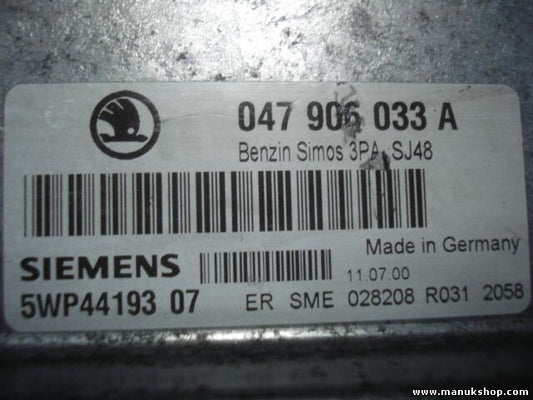 047 906 033 A
Benzin Simos 3PA SJ48
Made in Germany
SIEMENS
11.07.00
5WP44193 07
ER SME 028208 R031 2058
www.manukshop.com